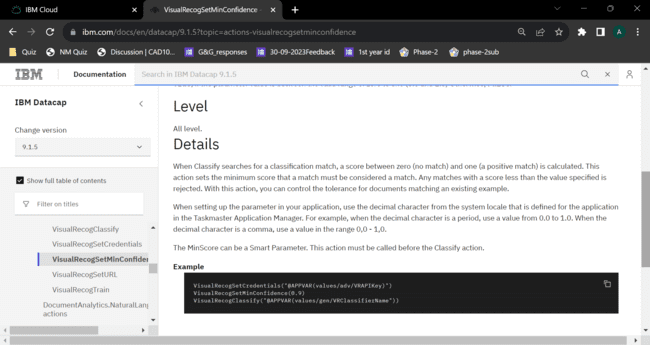 IBM Cloud
VisualRecogSetMinConfidence
ibm.com/docs/en/datacap/9.1.5?topic=actions-visualrecogsetminconfidence
A
Quiz
NM Quiz
Discussion | CAD10...
G&G_responses
30-09-2023Feedback
1st year id
Phase-2
phase-2sub
IBM
Documentation
Search in IBM Datacap 9.1.5
IBM Datacap
Change version
9.1.5
Show full table of contents
Filter on titles
VisualRecogClassify
VisualRecogSetCredentials
VisualRecogSetMinConfiden
VisualRecogSetURL
VisualRecogTrain
DocumentAnalytics.NaturalLang
actions
Level
All level.
Details
When Classify searches for a classification match, a score between zero (no match) and one (a positive match) is calculated. This
action sets the minimum score that a match must be considered a match. Any matches with a score less than the value specified is
rejected. With this action, you can control the tolerance for documents matching an existing example.
When setting up the parameter in your application, use the decimal character from the system locale that is defined for the application
in the Taskmaster Application Manager. For example, when the decimal character is a period, use a value from 0.0 to 1.0. When the
decimal character is a comma, use a value in the range 0,0 - 1,0.
The MinScore can be a Smart Parameter. This action must be called before the Classify action.
Example
VisualRecogSetCredentials("@APPVAR(values/adv/VRAPIKey)")
VisualRecogSetMinConfidence(0.9)
VisualRecogClassify("@APPVAR(values/gen/VRClassifierName"))